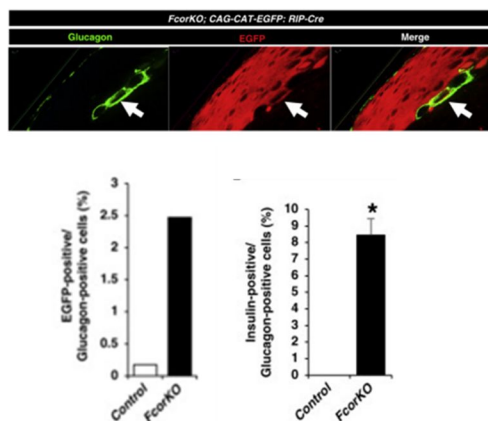 FcorKO; CAG-CAT-EGFP: RIP-Cre
Glucagon EGFP Merge
EGFP-positive/
Glucagon-positive cells (%)
3
2.5
2
1.5
1
0.5
0
Control
FcorKO
Insulin-positive/
Glucagon-positive cells (%)
10
9
8
7
6
5
4
3
2
1
0
*
Control
FcorKO